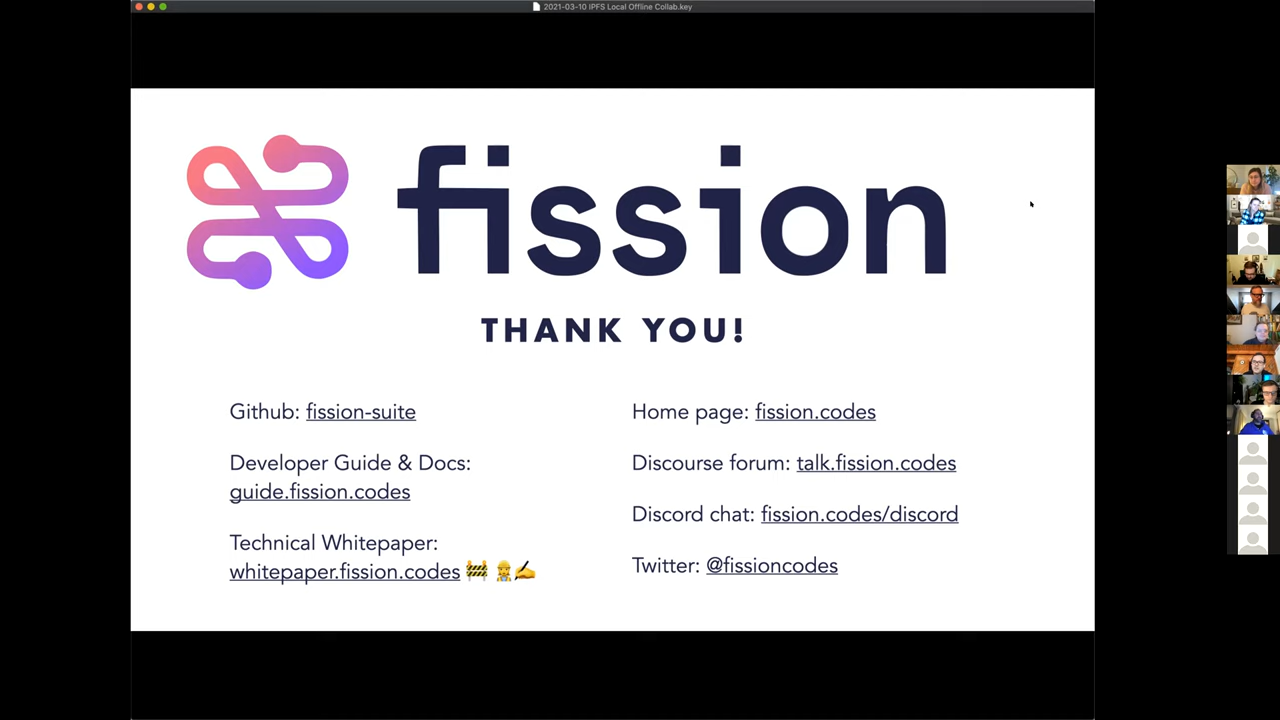 2021-03-10 IPFS Local Offline Collab.key
fission
THANK YOU!
Github: fission-suite
Developer Guide & Docs:
guide.fission.codes
Technical Whitepaper:
whitepaper.fission.codes 🚧 👷‍♀️✍️
Home page: fission.codes
Discourse forum: talk.fission.codes
Discord chat: fission.codes/discord
Twitter: @fissioncodes